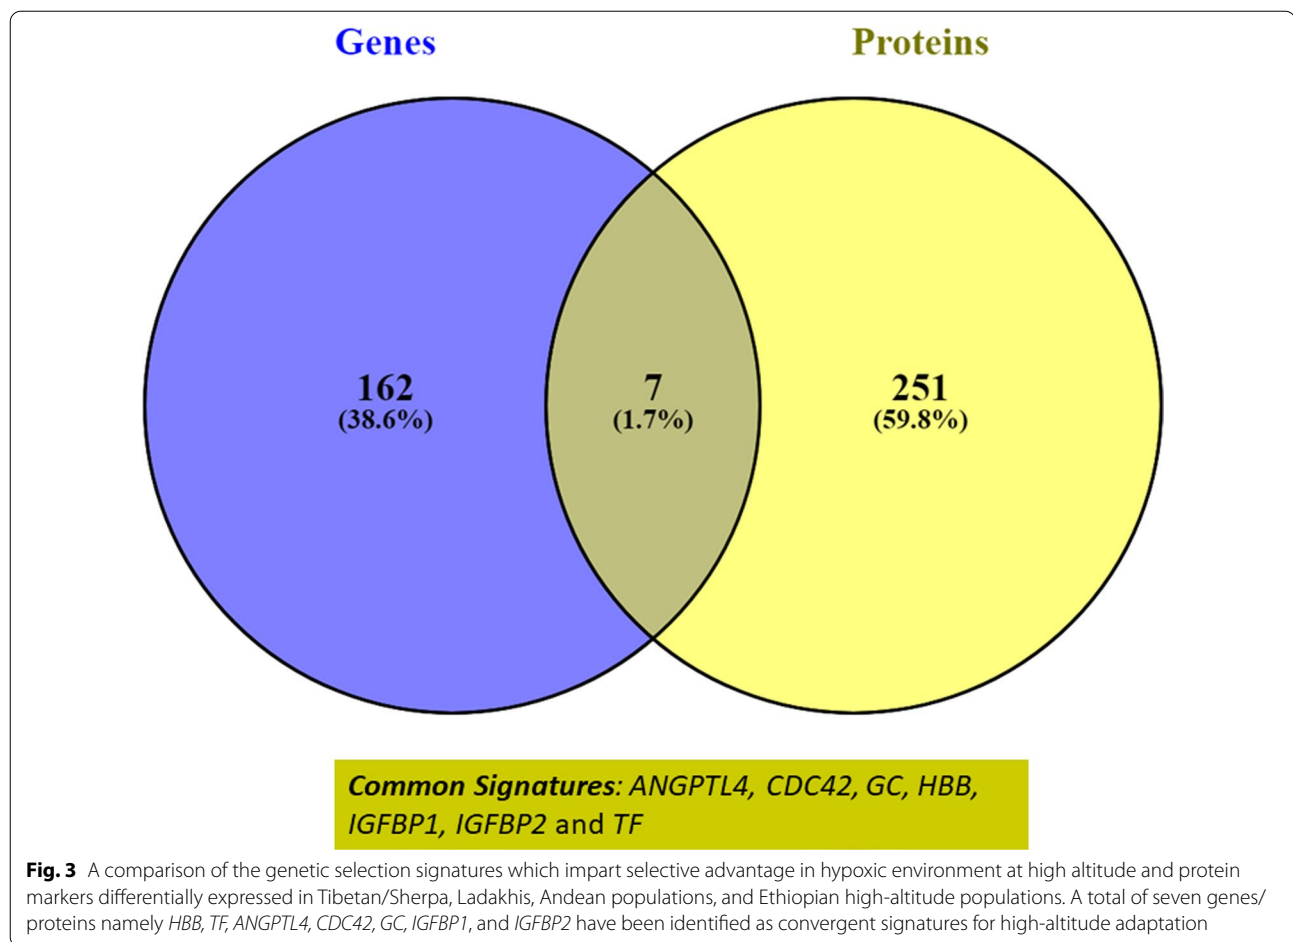 Genes Proteins
162 7 251
(38.6%) (1.7%) (59.8%)
Common Signatures: ANGPTL4, CDC42, GC, HBB,
IGFBP1, IGFBP2 and TF
Fig. 3 A comparison of the genetic selection signatures which impart selective advantage in hypoxic environment at high altitude and protein
markers differentially expressed in Tibetan/Sherpa, Ladakhis, Andean populations, and Ethiopian high-altitude populations. A total of seven genes/
proteins namely HBB, TF, ANGPTL4, CDC42, GC, IGFBP1, and IGFBP2 have been identified as convergent signatures for high-altitude adaptation